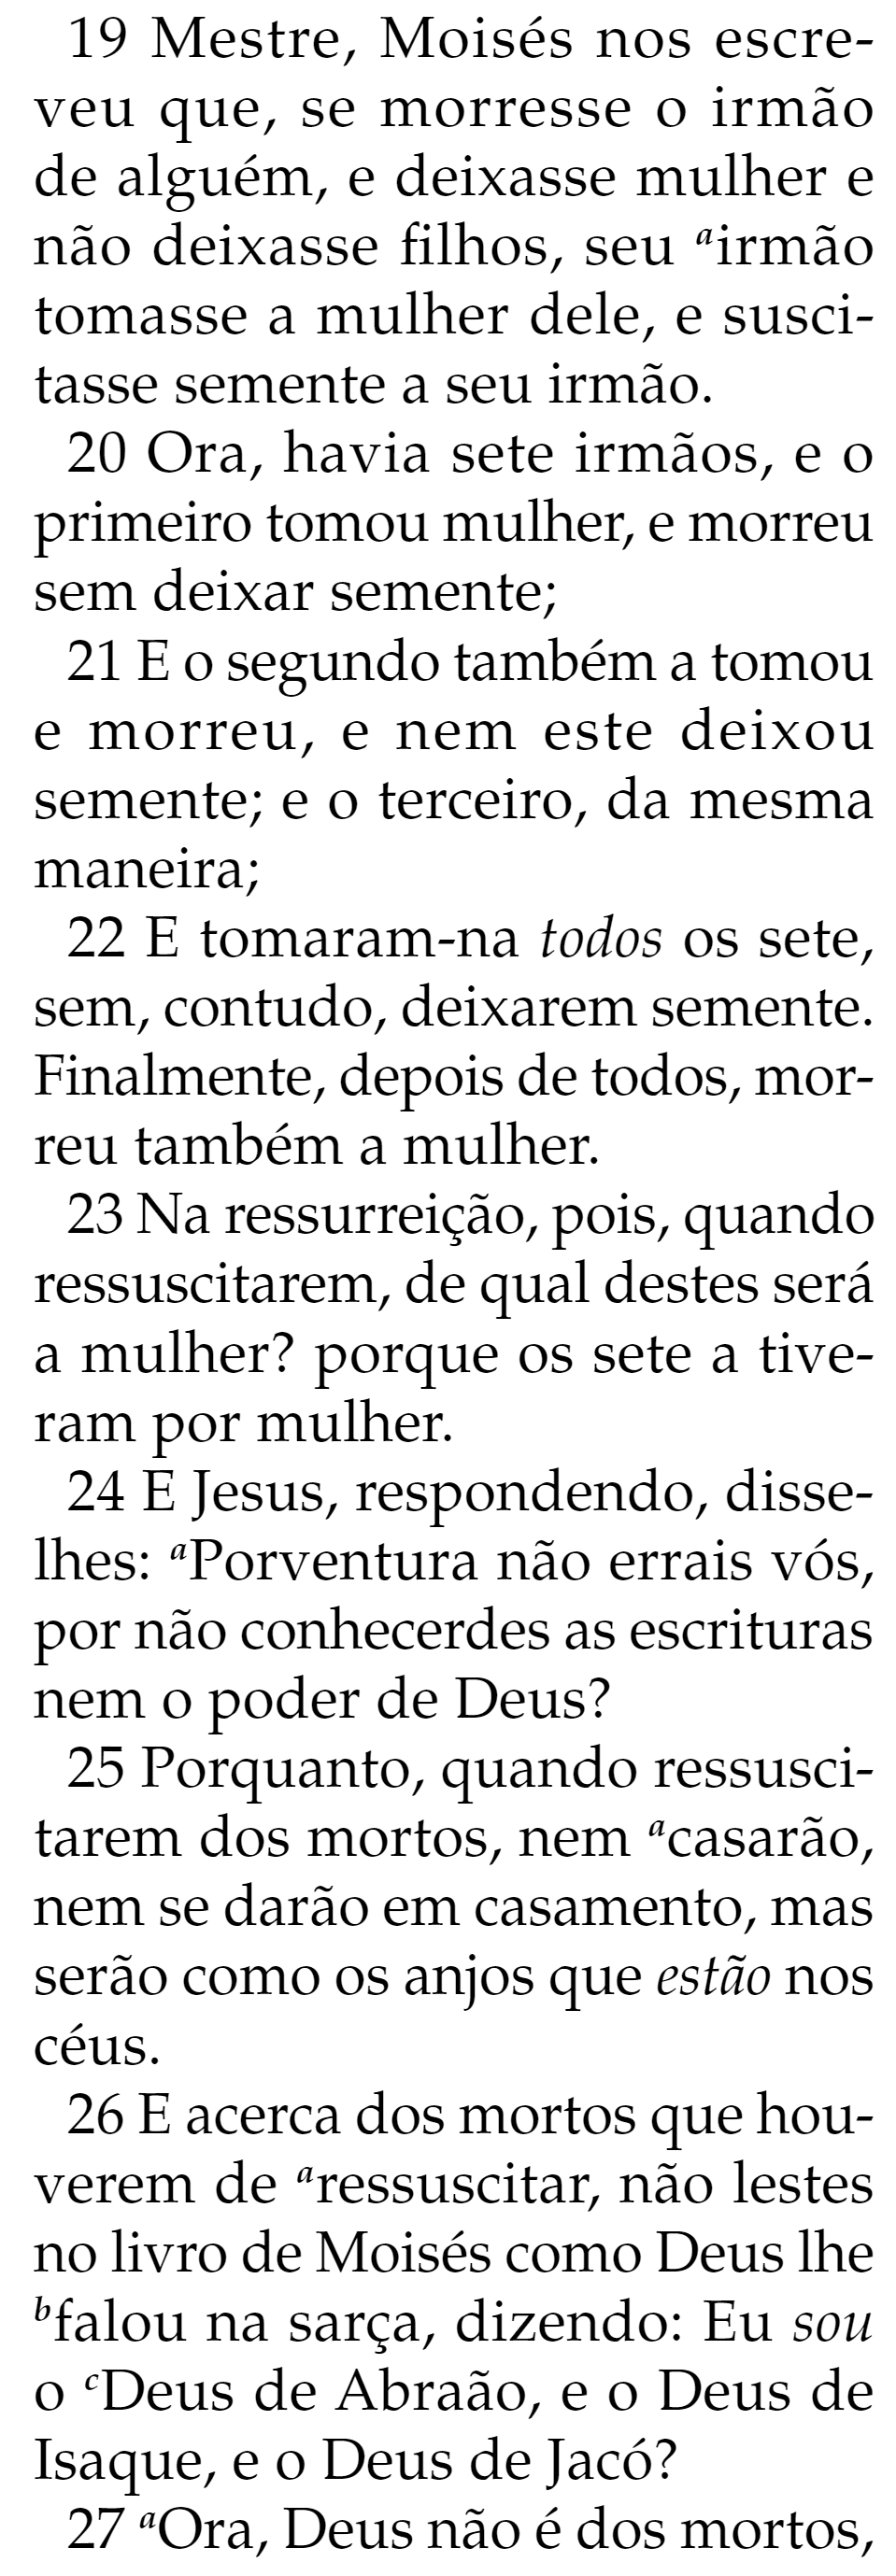 19 Mestre, Moisés nos escre-
veu que, se morresse o irmão
de alguém, e deixasse mulher e
não deixasse filhos, seu ᵃirmão
tomasse a mulher dele, e susci-
tasse semente a seu irmão.
20 Ora, havia sete irmãos, e o
primeiro tomou mulher, e morreu
sem deixar semente;
21 E o segundo também a tomou
e morreu, e nem este deixou
semente; e o terceiro, da mesma
maneira;
22 E tomaram-na todos os sete,
sem, contudo, deixarem semente.
Finalmente, depois de todos, mor-
reu também a mulher.
23 Na ressurreição, pois, quando
ressuscitarem, de qual destes será
a mulher? porque os sete a tive-
ram por mulher.
24 E Jesus, respondendo, disse-
lhes: ᵃPorventura não errais vós,
por não conhecerdes as escrituras
nem o poder de Deus?
25 Porquanto, quando ressusci-
tarem dos mortos, nem ᵃcasarão,
nem se darão em casamento, mas
serão como os anjos que estão nos
céus.
26 E acerca dos mortos que hou-
verem de ᵃressuscitar, não lestes
no livro de Moisés como Deus lhe
ᵇfalou na sarça, dizendo: Eu sou
o ᶜDeus de Abraão, e o Deus de
Isaque, e o Deus de Jacó?
27 ᵃOra, Deus não é dos mortos,